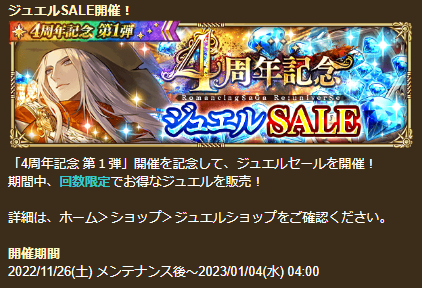 ジュエルSALE開催！
4周年記念 第1弾
4周年記念
RomancingSaGa Re;univerSe
ジュエルSALE
「4周年記念 第１弾」開催を記念して、ジュエルセールを開催！
期間中、回数限定でお得なジュエルを販売！
詳細は、ホーム＞ショップ＞ジュエルショップをご確認ください。
開催期間
2022/11/26(土) メンテナンス後～2023/01/04(水) 04:00